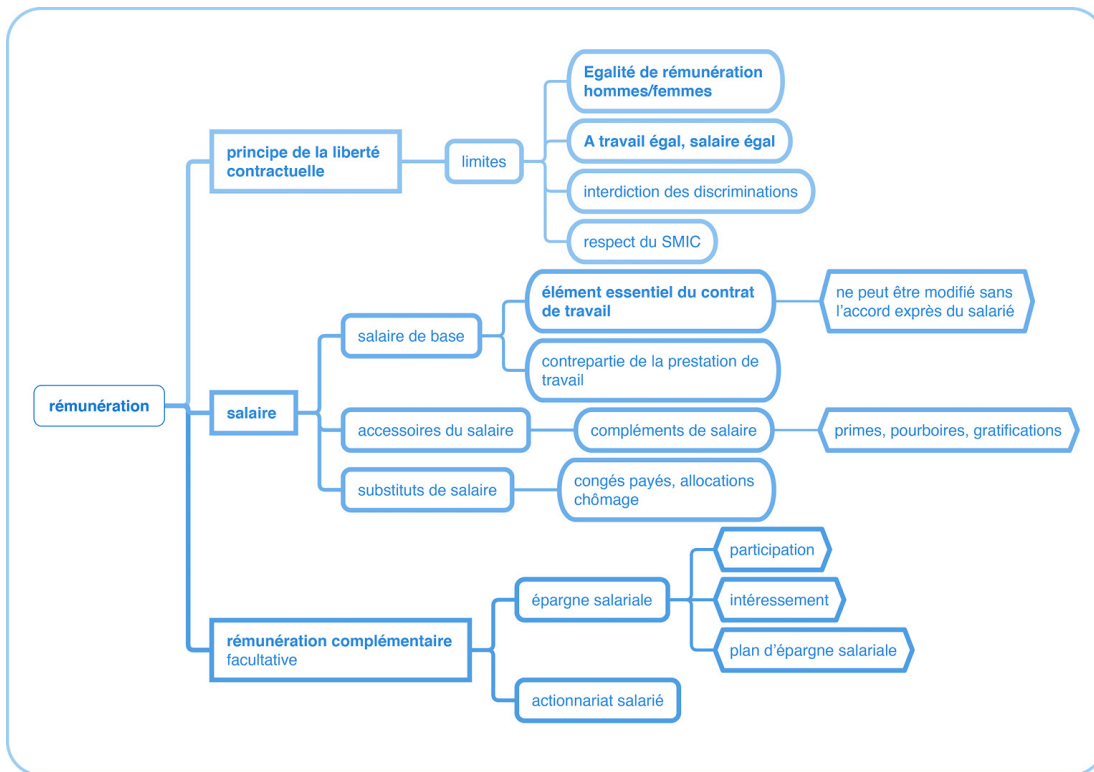 Egalité de rémunération
hommes/femmes
principe de la liberté
contractuelle
limites
A travail égal, salaire égal
interdiction des discriminations
respect du SMIC
rémunération
salaire
salaire de base
élément essentiel du contrat
de travail
ne peut être modifié sans
l'accord exprès du salarié
contrepartie de la prestation de
travail
accessoires du salaire
compléments de salaire
primes, pourboires, gratifications
substituts de salaire
congés payés, allocations
chômage
rémunération complémentaire
facultative
épargne salariale
participation
intéressement
plan d'épargne salariale
actionnariat salarié